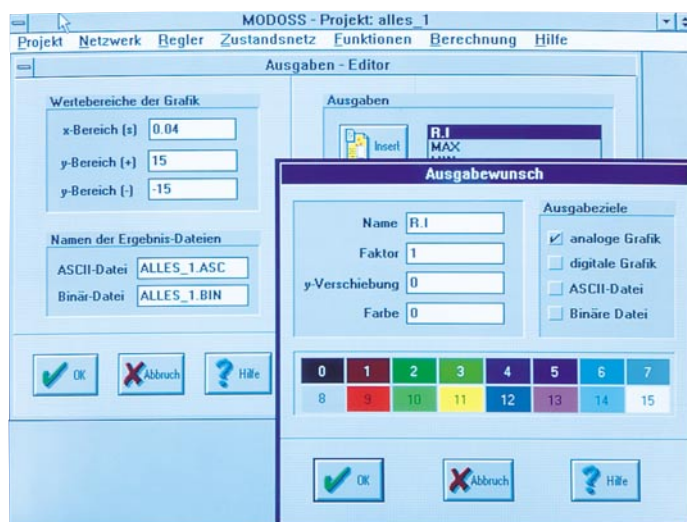 MODOSS - Projekt: alles_1
Projekt Netzwerk Regler Zustandsnetz Funktionen Berechnung Hilfe
Ausgaben - Editor
Wertebereiche der Grafik
x-Bereich (s) 0.04
y-Bereich (+) 15
y-Bereich (-) -15
Namen der Ergebnis-Dateien
ASCII-Datei ALLES_1.ASC
Binär-Datei ALLES_1.BIN
OK Abbruch Hilfe
Ausgaben
Insert
R.I
MAX
Ausgabewunsch
Name R.I
Faktor 1
y-Verschiebung 0
Farbe 0
Ausgabeziele
analoge Grafik
digitale Grafik
ASCII-Datei
Binäre Datei
0 1 2 3 4 5 6 7
8 9 10 11 12 13 14 15
OK Abbruch Hilfe